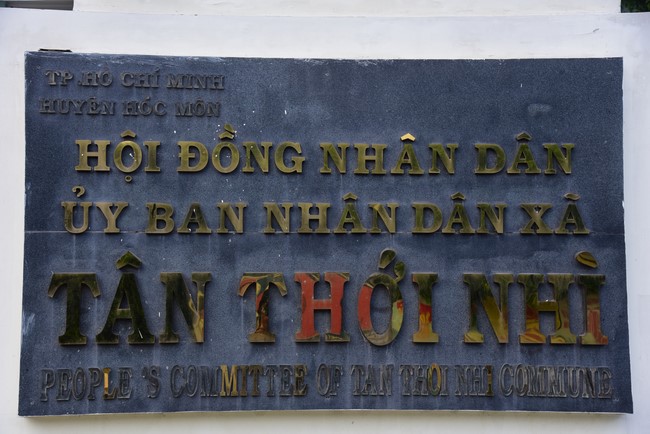 TP.HỒ CHÍ MINH
HUYỆN HÓC MÔN
HỘI ĐỒNG NHÂN DÂN
ỦY BAN NHÂN DÂN XÃ
TÂN THỚI NHÌ
PEOPLE 'S COMMITTEE OF TAN THOI NHI COMMUNE